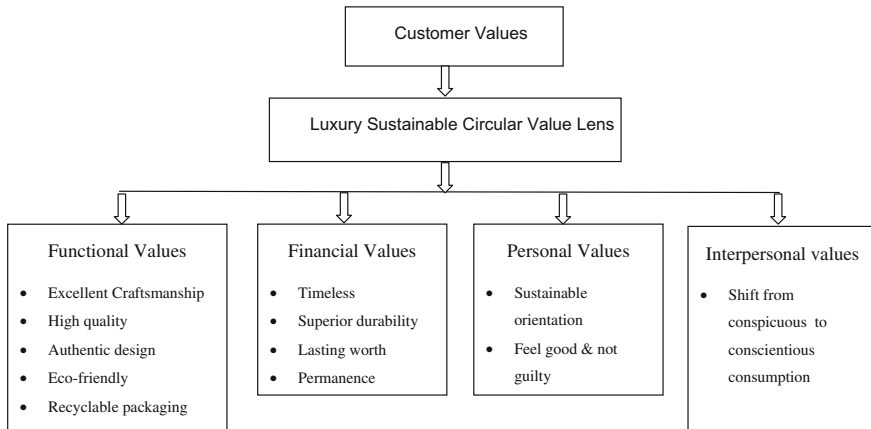 Customer Values
Luxury Sustainable Circular Value Lens
Functional Values
• Excellent Craftsmanship
• High quality
• Authentic design
• Eco-friendly
• Recyclable packaging
Financial Values
• Timeless
• Superior durability
• Lasting worth
• Permanence
Personal Values
• Sustainable
orientation
• Feel good & not
guilty
Interpersonal values
• Shift from
conspicuous to
conscientious
consumption